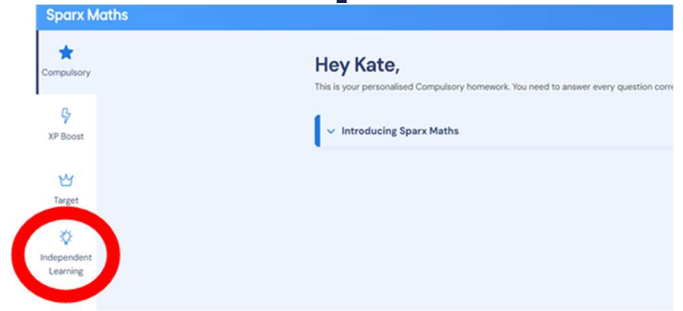 Sparx Maths
Compulsory
XP Boost
Target
Independent
Learning
Hey Kate,
This is your personalised Compulsory homework. You need to answer every question corre
Introducing Sparx Maths